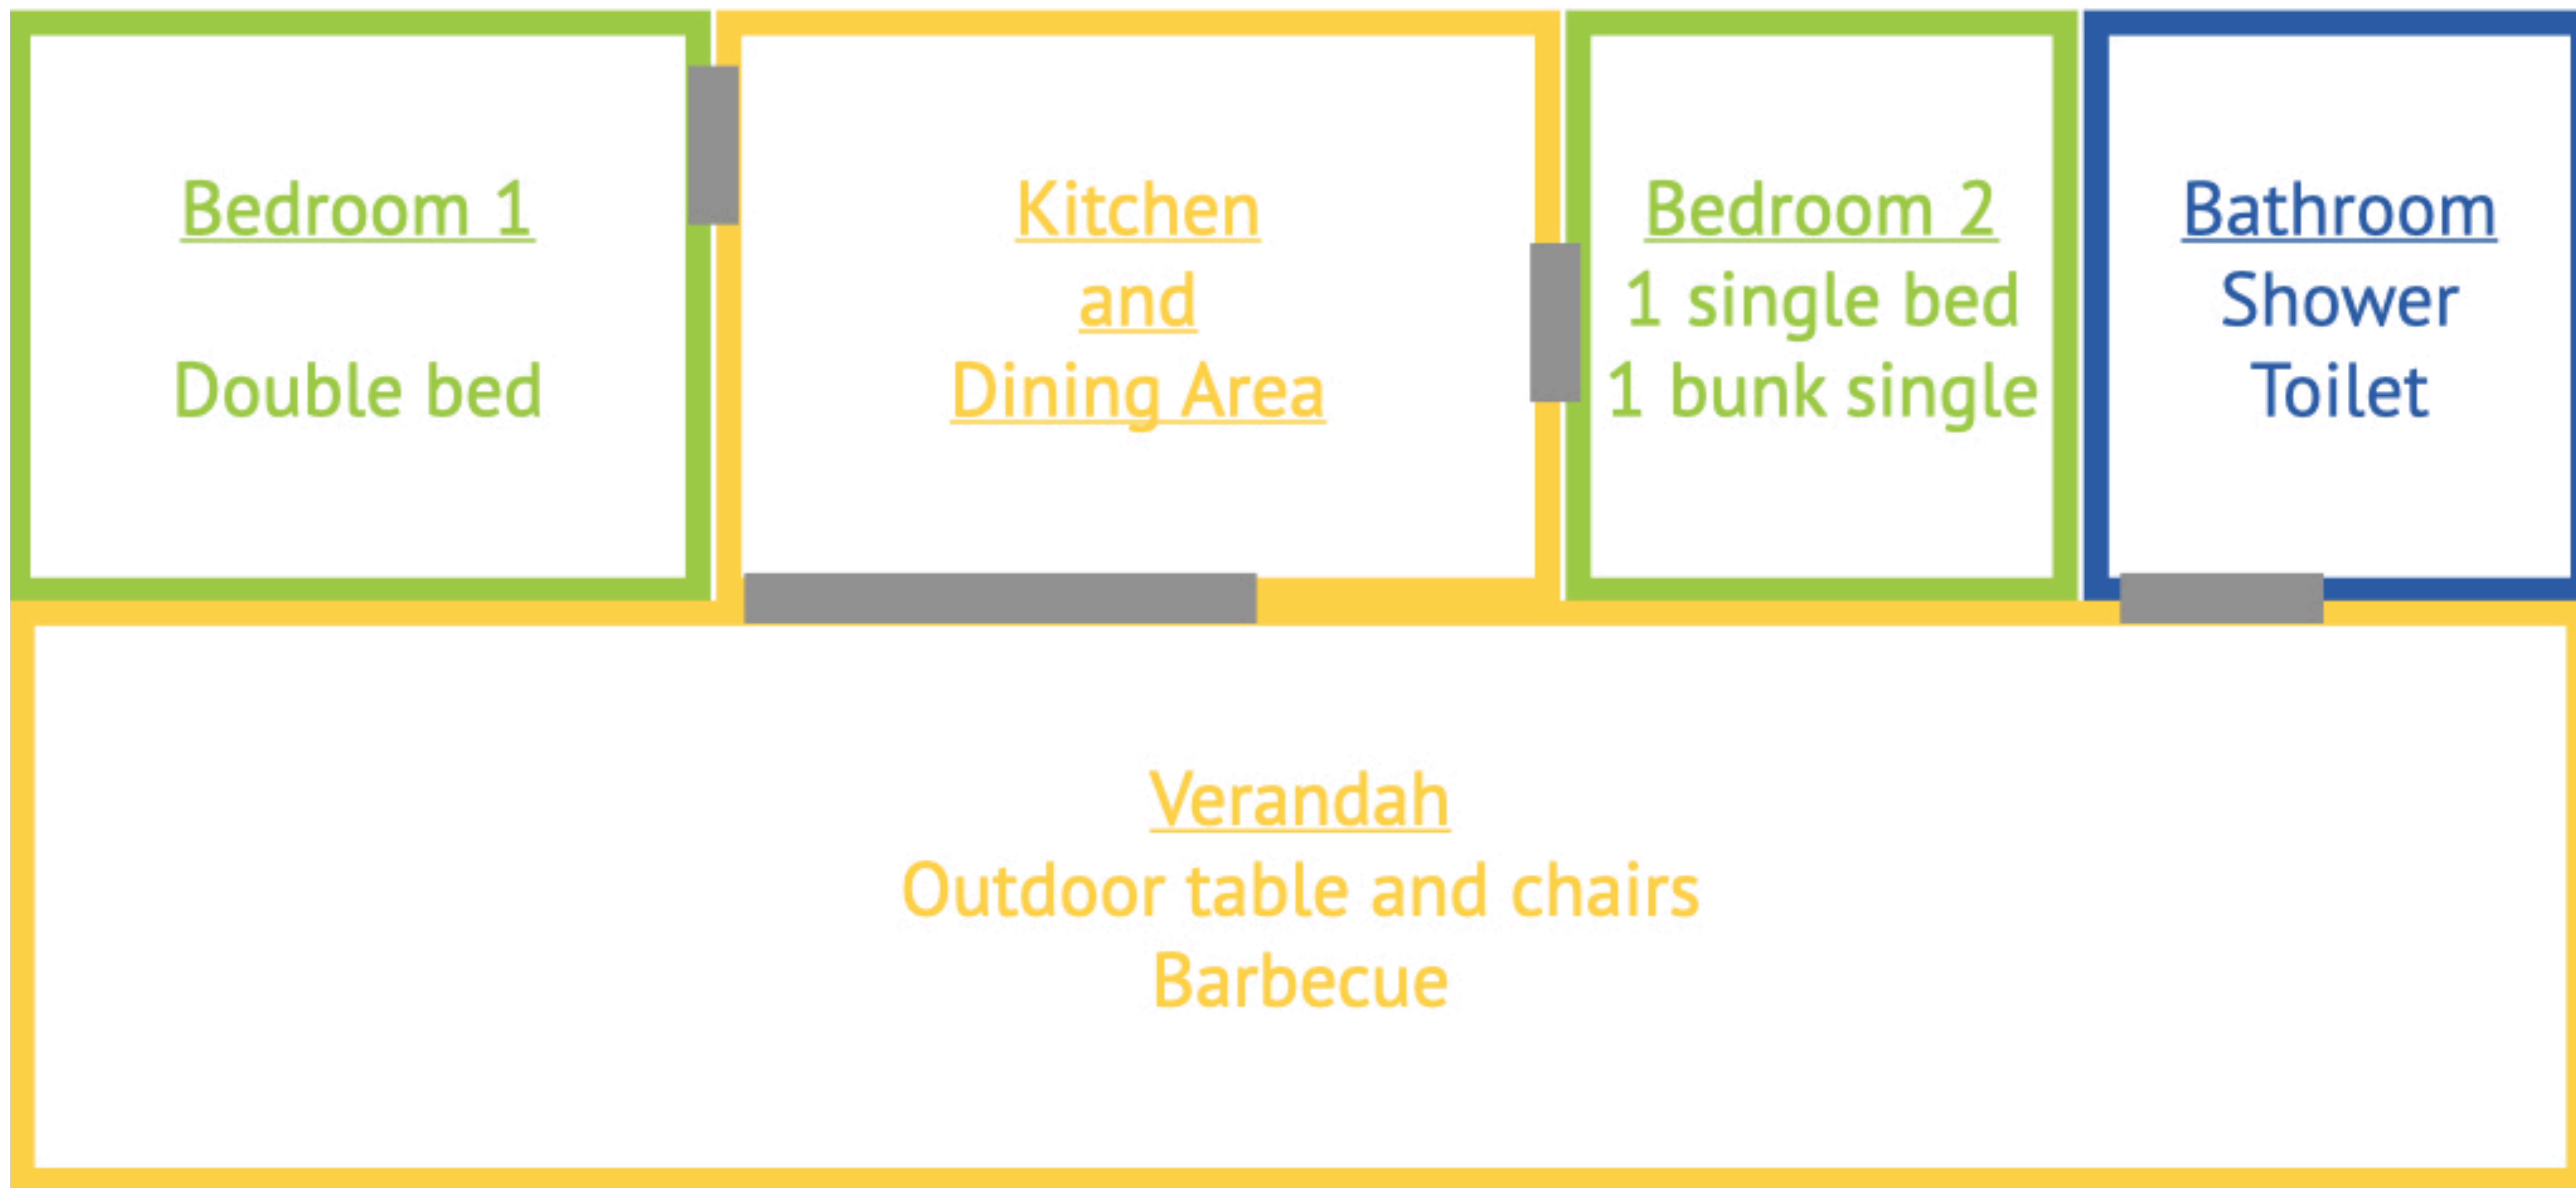 Bedroom 1
Double bed
Kitchen
and
Dining Area
Bedroom 2
1 single bed
1 bunk single
Bathroom
Shower
Toilet
Verandah
Outdoor table and chairs
Barbecue